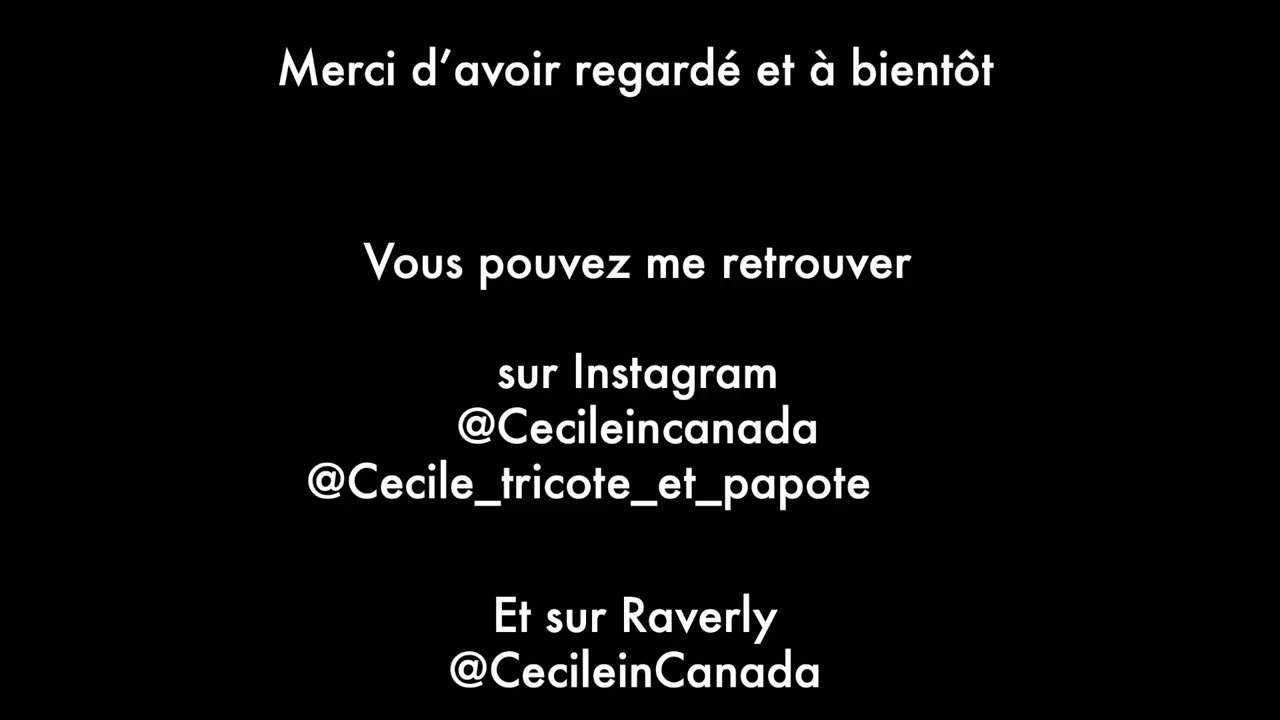 Merci d’avoir regardé et à bientôt
Vous pouvez me retrouver
sur Instagram
@Cecileincanada
@Cecile_tricote_et_papote
Et sur Raverly
@CecileinCanada